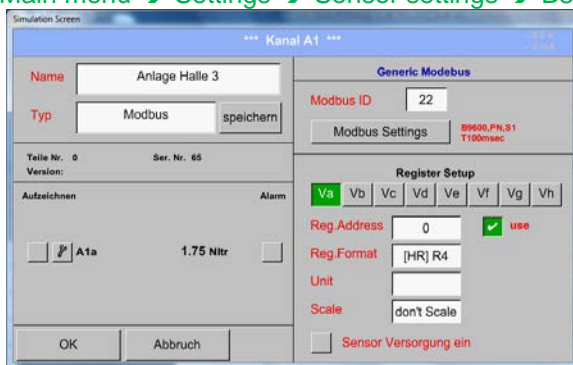 Main menu → Settings → Sensor settings →
Simulation Screen
*** Kanal A1 ***
Name
Anlage Halle 3
Typ
Modbus
speichern
Teile Nr. 0 Ser. Nr. 65
Version:
Aufzeichnen Alarm
A1a 1.75 Nltr
OK
Abbruch
Generic Modebus
Modbus ID
22
Modbus Settings
B9600,PN,S1
T100msec
Register Setup
Va Vb Vc Vd Ve Vf Vg Vh
Reg.Address
0
use
Reg.Format
[HR] R4
Unit
Scale
don't Scale
Sensor Versorgung ein